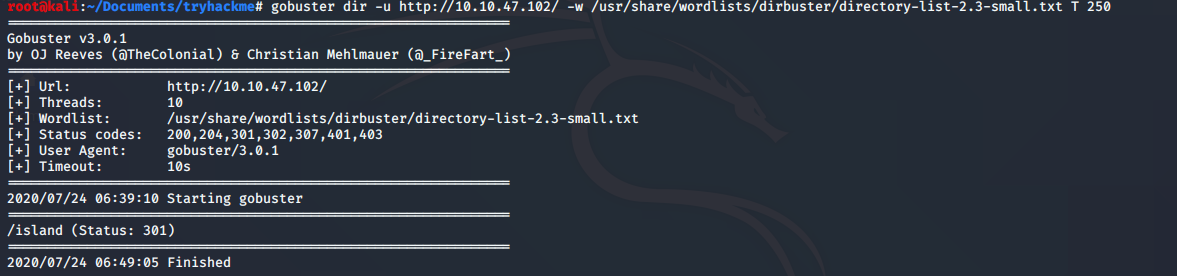 root@kali:~/Documents/tryhackme# gobuster dir -u http://10.10.47.102/ -w /usr/share/wordlists/dirbuster/directory-list-2.3-small.txt T 250
===============================================================
Gobuster v3.0.1
by OJ Reeves (@TheColonial) & Christian Mehlmauer (@_FireFart_)
===============================================================
[+] Url:            http://10.10.47.102/
[+] Threads:        10
[+] Wordlist:       /usr/share/wordlists/dirbuster/directory-list-2.3-small.txt
[+] Status codes:   200,204,301,302,307,401,403
[+] User Agent:     gobuster/3.0.1
[+] Timeout:        10s
===============================================================
2020/07/24 06:39:10 Starting gobuster
===============================================================
/island (Status: 301)
===============================================================
2020/07/24 06:49:05 Finished